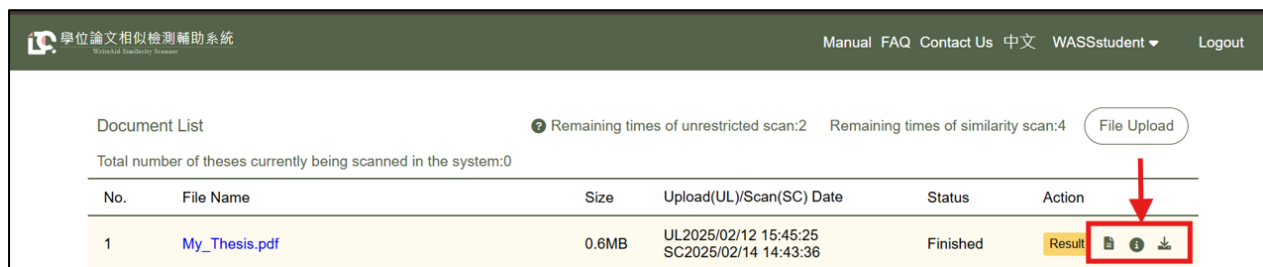 學位論文相似檢測輔助系統
WriteAid Similarity Scanner
Manual FAQ Contact Us 中文 WASSstudent Logout
Document List
Remaining times of unrestricted scan:2 Remaining times of similarity scan:4 File Upload
Total number of theses currently being scanned in the system:0
No. File Name Size Upload(UL)/Scan(SC) Date Status Action
1 My_Thesis.pdf 0.6MB UL2025/02/12 15:45:25 Finished Result
SC2025/02/14 14:43:36